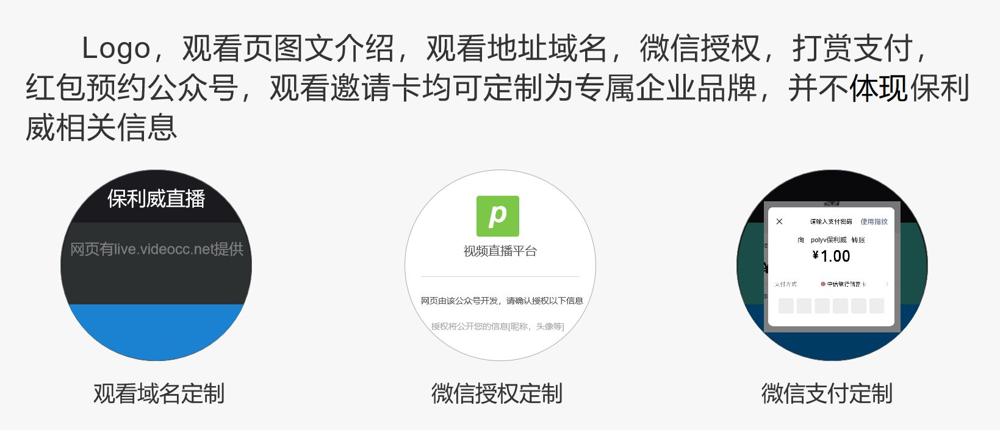 Logo，观看页图文介绍，观看地址域名，微信授权，打赏支付，
红包预约公众号，观看邀请卡均可定制为专属企业品牌，并不体现保利
威相关信息
保利威直播
网页有live.videocc.net提供
观看域名定制
p
视频直播平台
网页由该公众号开发，请确认授权以下信息
授权将公开您的信息[昵称，头像等]
微信授权定制
请输入支付密码 使用指纹
向 polyv保利威 转账
¥1.00
支付方式 中信银行储蓄卡
微信支付定制